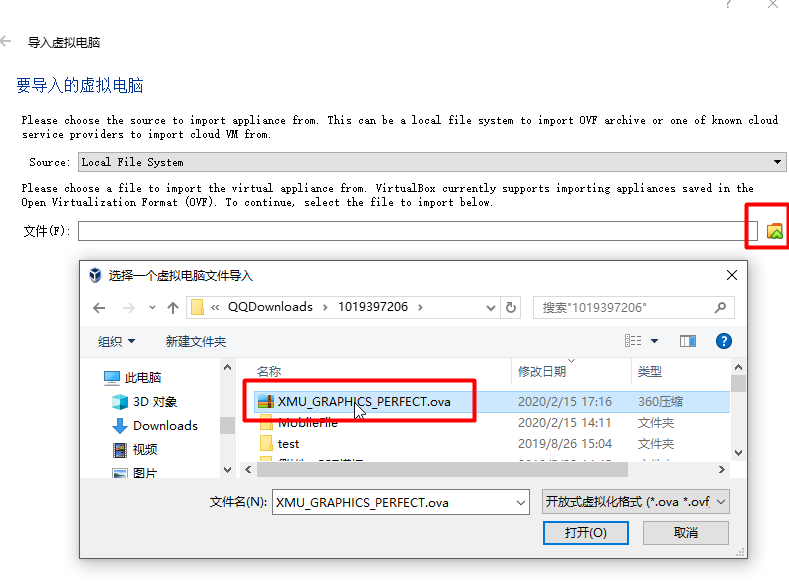 导入虚拟电脑
要导入的虚拟电脑
Please choose the source to import appliance from. This can be a local file system to import OVF archive or one of known cloud
service providers to import cloud VM from.
Source: Local File System
Please choose a file to import the virtual appliance from. VirtualBox currently supports importing appliances saved in the
Open Virtualization Format (OVF). To continue, select the file to import below.
文件(F):
选择一个虚拟电脑文件导入
« QQDownloads › 1019397206 ›
搜索"1019397206"
组织
新建文件夹
名称 修改日期 类型
此电脑
3D 对象
Downloads
视频
图片
XMU_GRAPHICS_PERFECT.ova 2020/2/15 17:16 360压缩
MobileFile 2020/2/15 14:11 文件夹
test 2019/8/26 15:04 文件夹
文件名(N): XMU_GRAPHICS_PERFECT.ova 开放式虚拟化格式 (*.ova *.ovf
打开(O) 取消